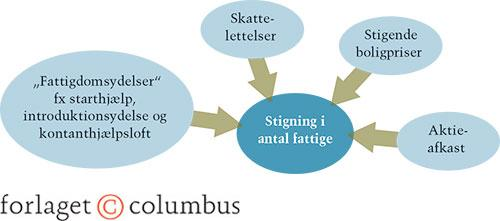 Skatte-
lettelser
Stigende
boligpriser
„Fattigdomsydelser“
fx starthjælp,
introduktionsydelse og
kontanthjælpsloft
Stigning i
antal fattige
Aktie-
afkast
forlaget © columbus